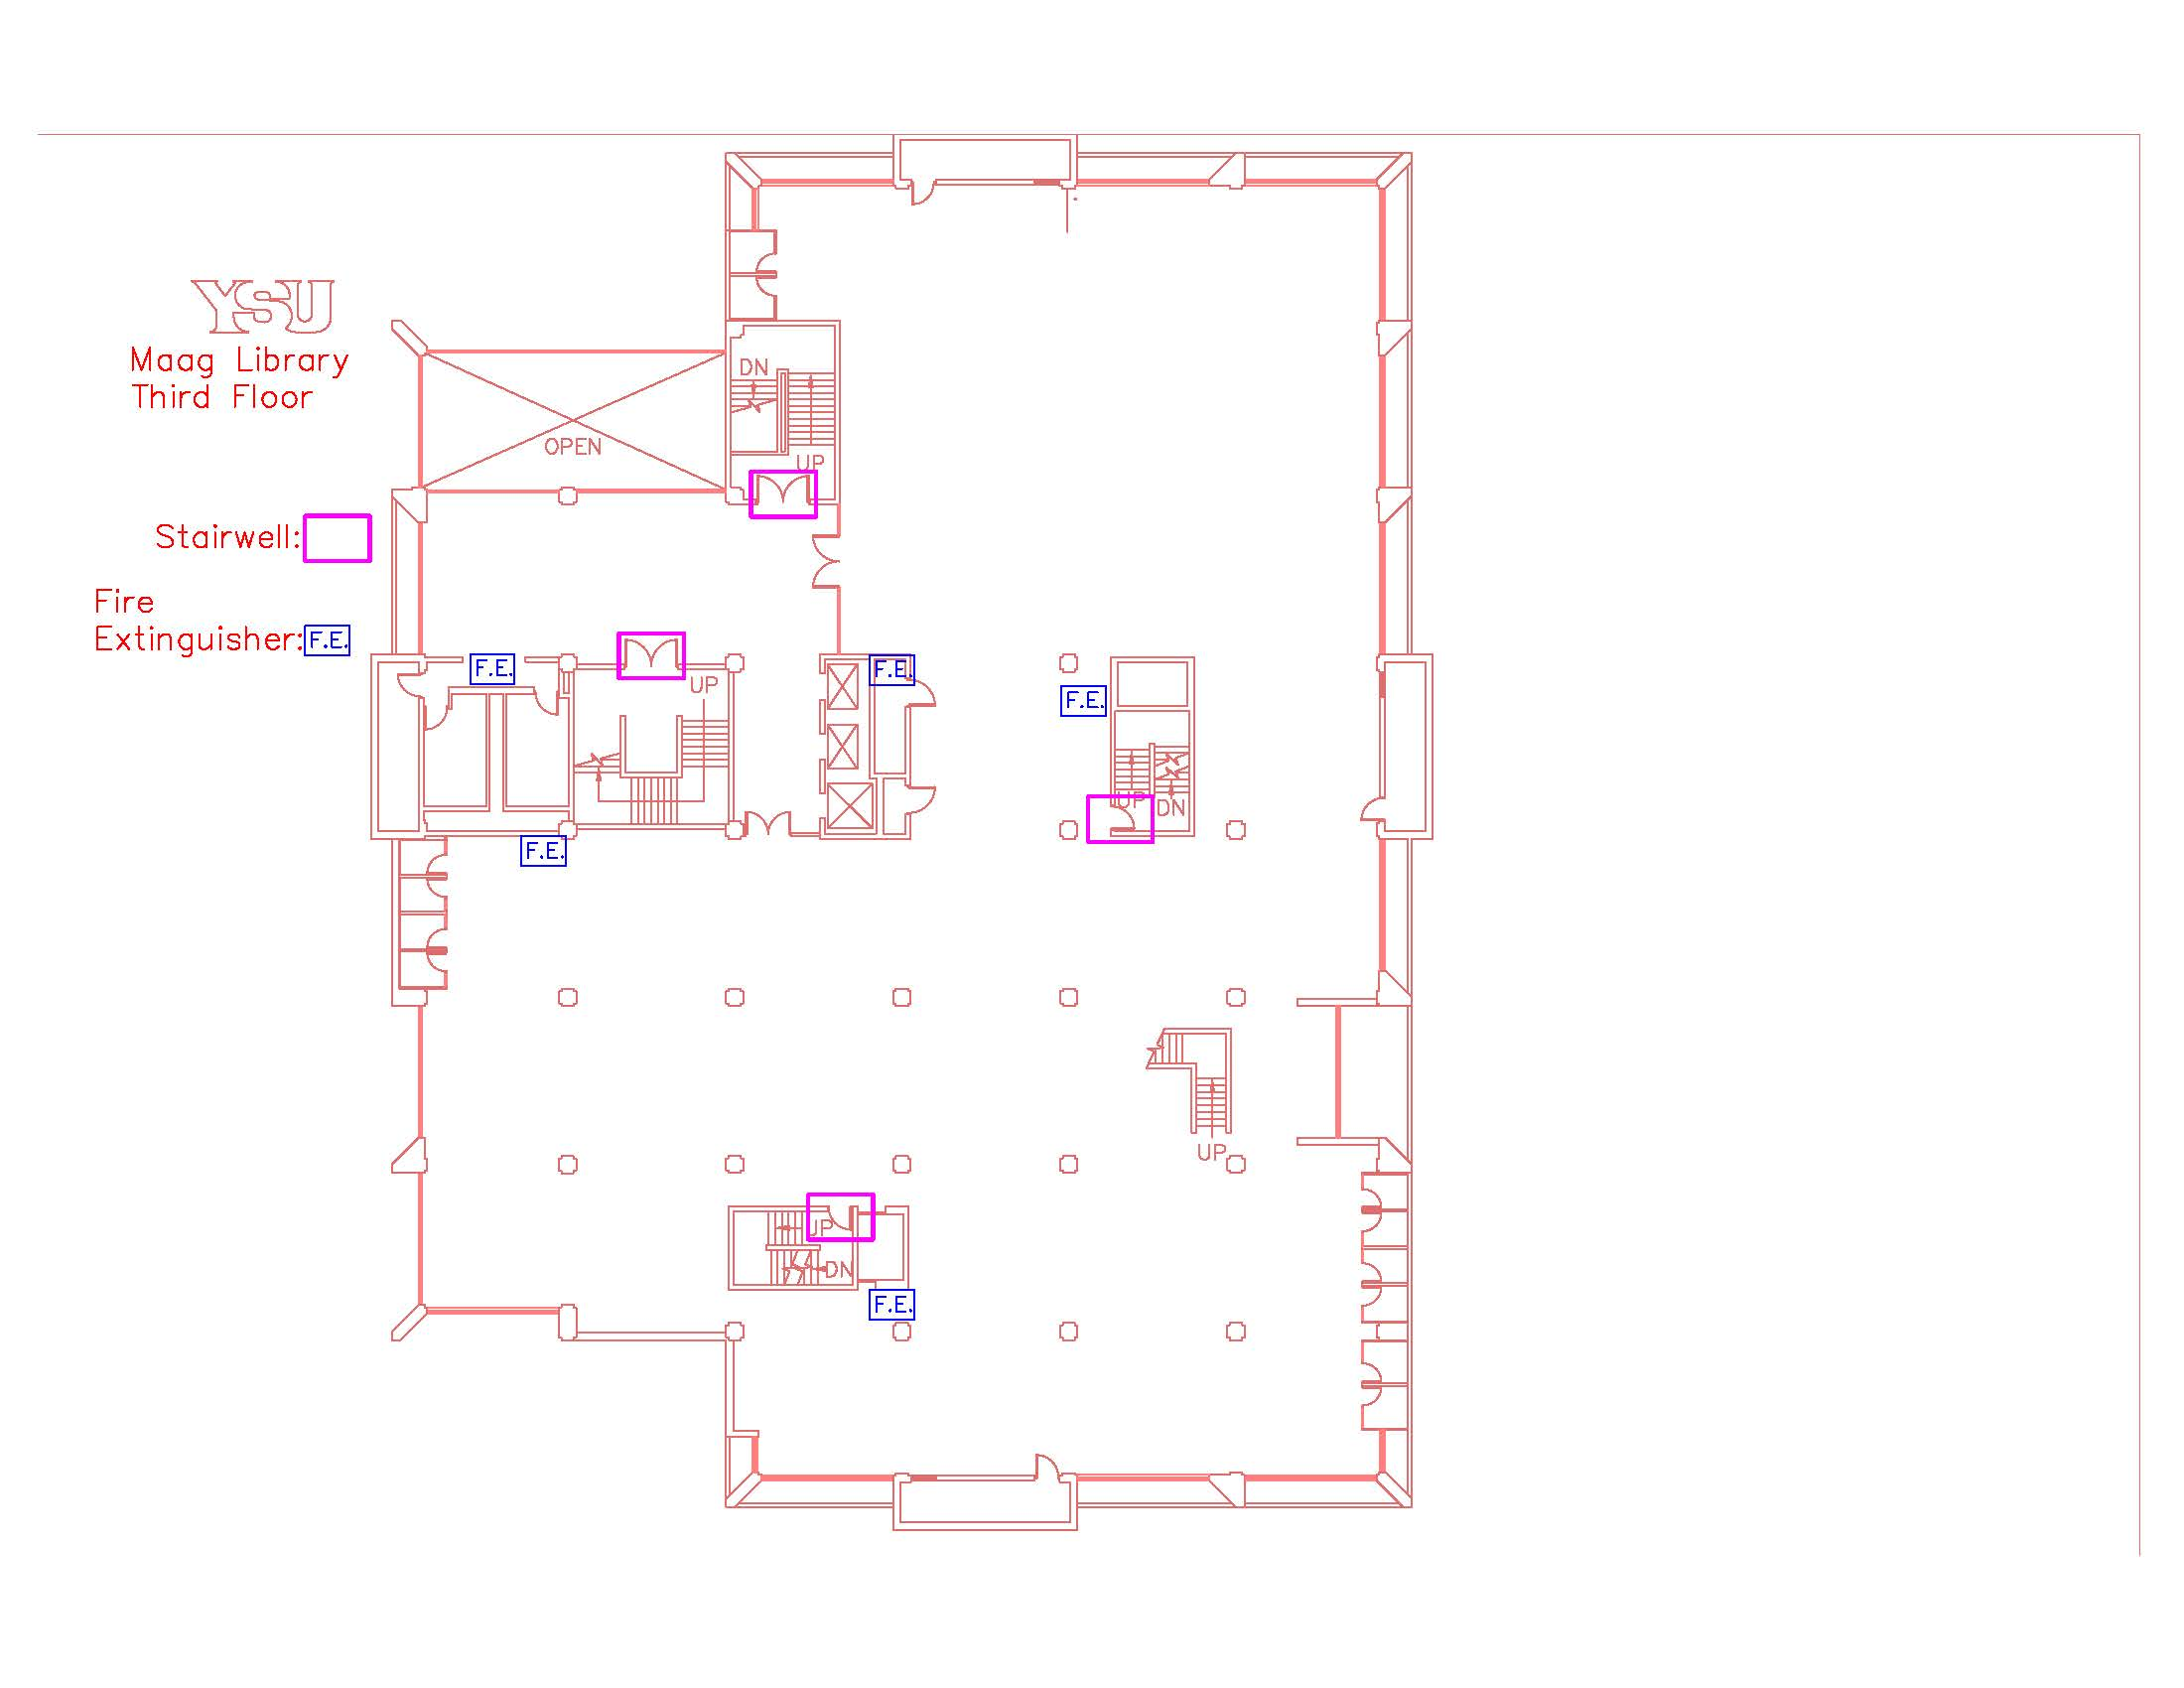 YSU
Maag Library
Third Floor
DN
OPEN
UP
Stairwell:
Fire
Extinguisher: F.E.
F.E.
F.E.
UP
F.E.
UP
DN
F.E.
UP
UP
DN
F.E.